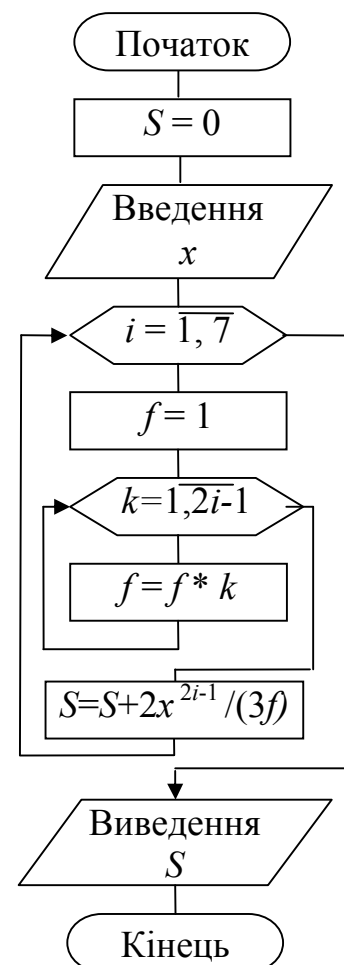 Початок
S = 0
Введення
x
i = 1, 7
f = 1
k=1,2i-1
f=f* k
S=S+2x^{2i-1}/(3f)
Виведення
S
Кінець